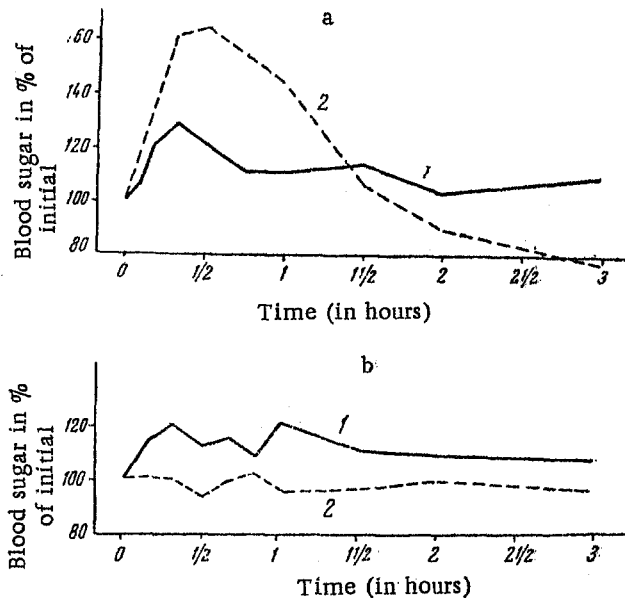 a
Blood sugar in % of
initial
160
140
120
100
80
2
1
0 1/2 1 1 1/2 2 2 1/2 3
Time (in hours)
b
Blood sugar in %
of initial
120
100
80
1
2
0 1/2 1 1 1/2 2 2 1/2 3
Time (in hours)